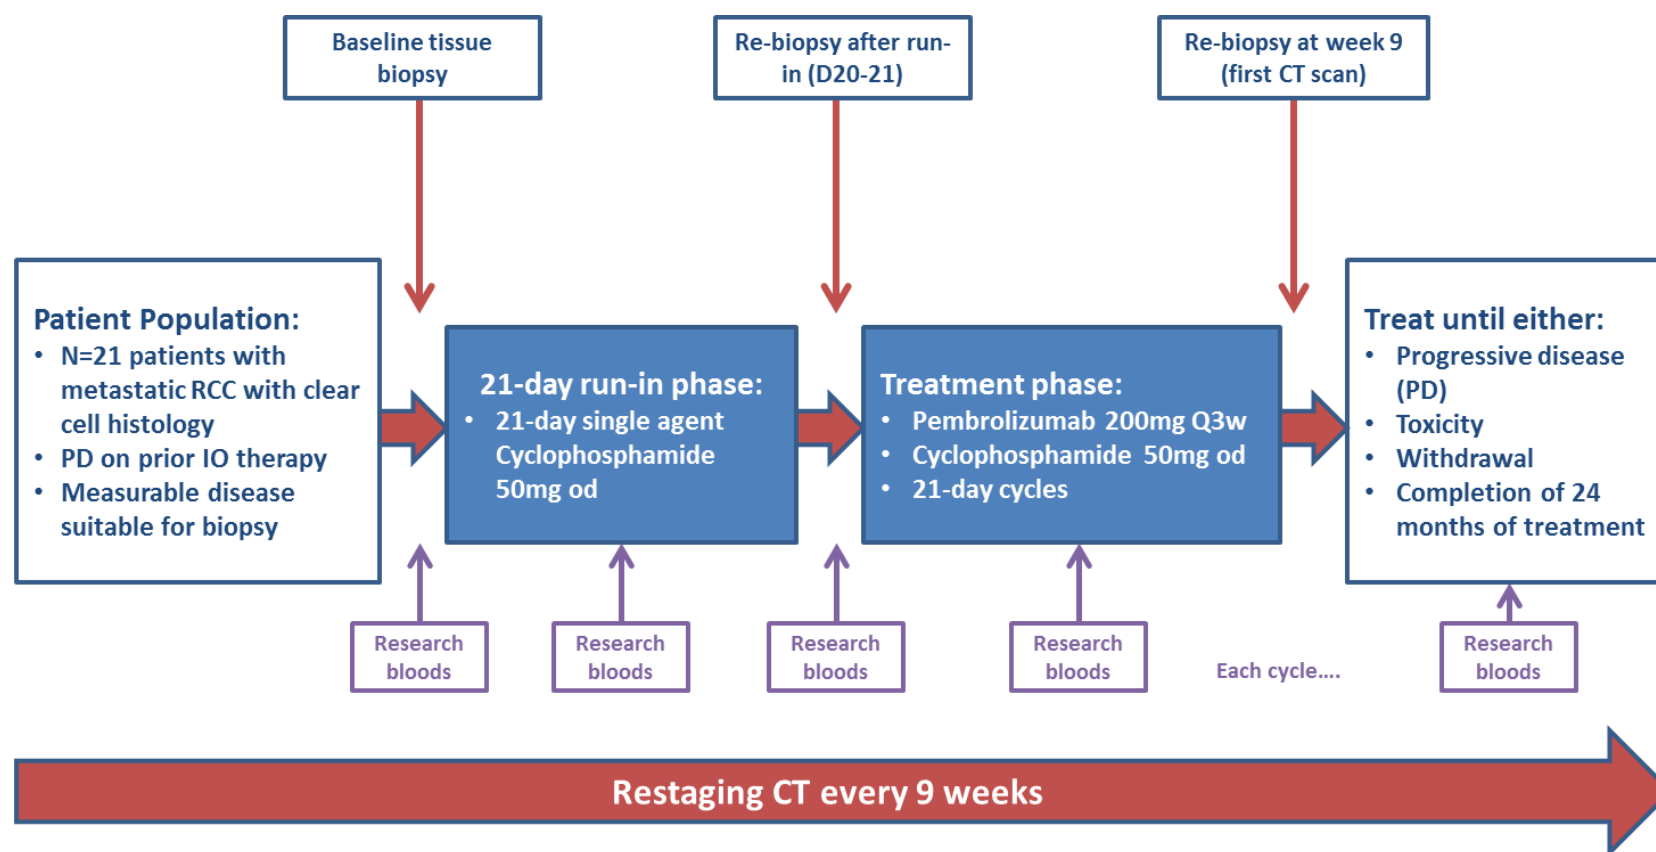 Baseline tissue
biopsy
Re-biopsy after run-
in (D20-21)
Re-biopsy at week 9
(first CT scan)
Patient Population:
• N=21 patients with
metastatic RCC with clear
cell histology
• PD on prior IO therapy
• Measurable disease
suitable for biopsy
21-day run-in phase:
• 21-day single agent
Cyclophosphamide
50mg od
Treatment phase:
• Pembrolizumab 200mg Q3w
• Cyclophosphamide 50mg od
• 21-day cycles
Treat until either:
• Progressive disease
(PD)
• Toxicity
• Withdrawal
• Completion of 24
months of treatment
Research
bloods
Research
bloods
Research
bloods
Research
bloods
Each cycle....
Research
bloods
Restaging CT every 9 weeks